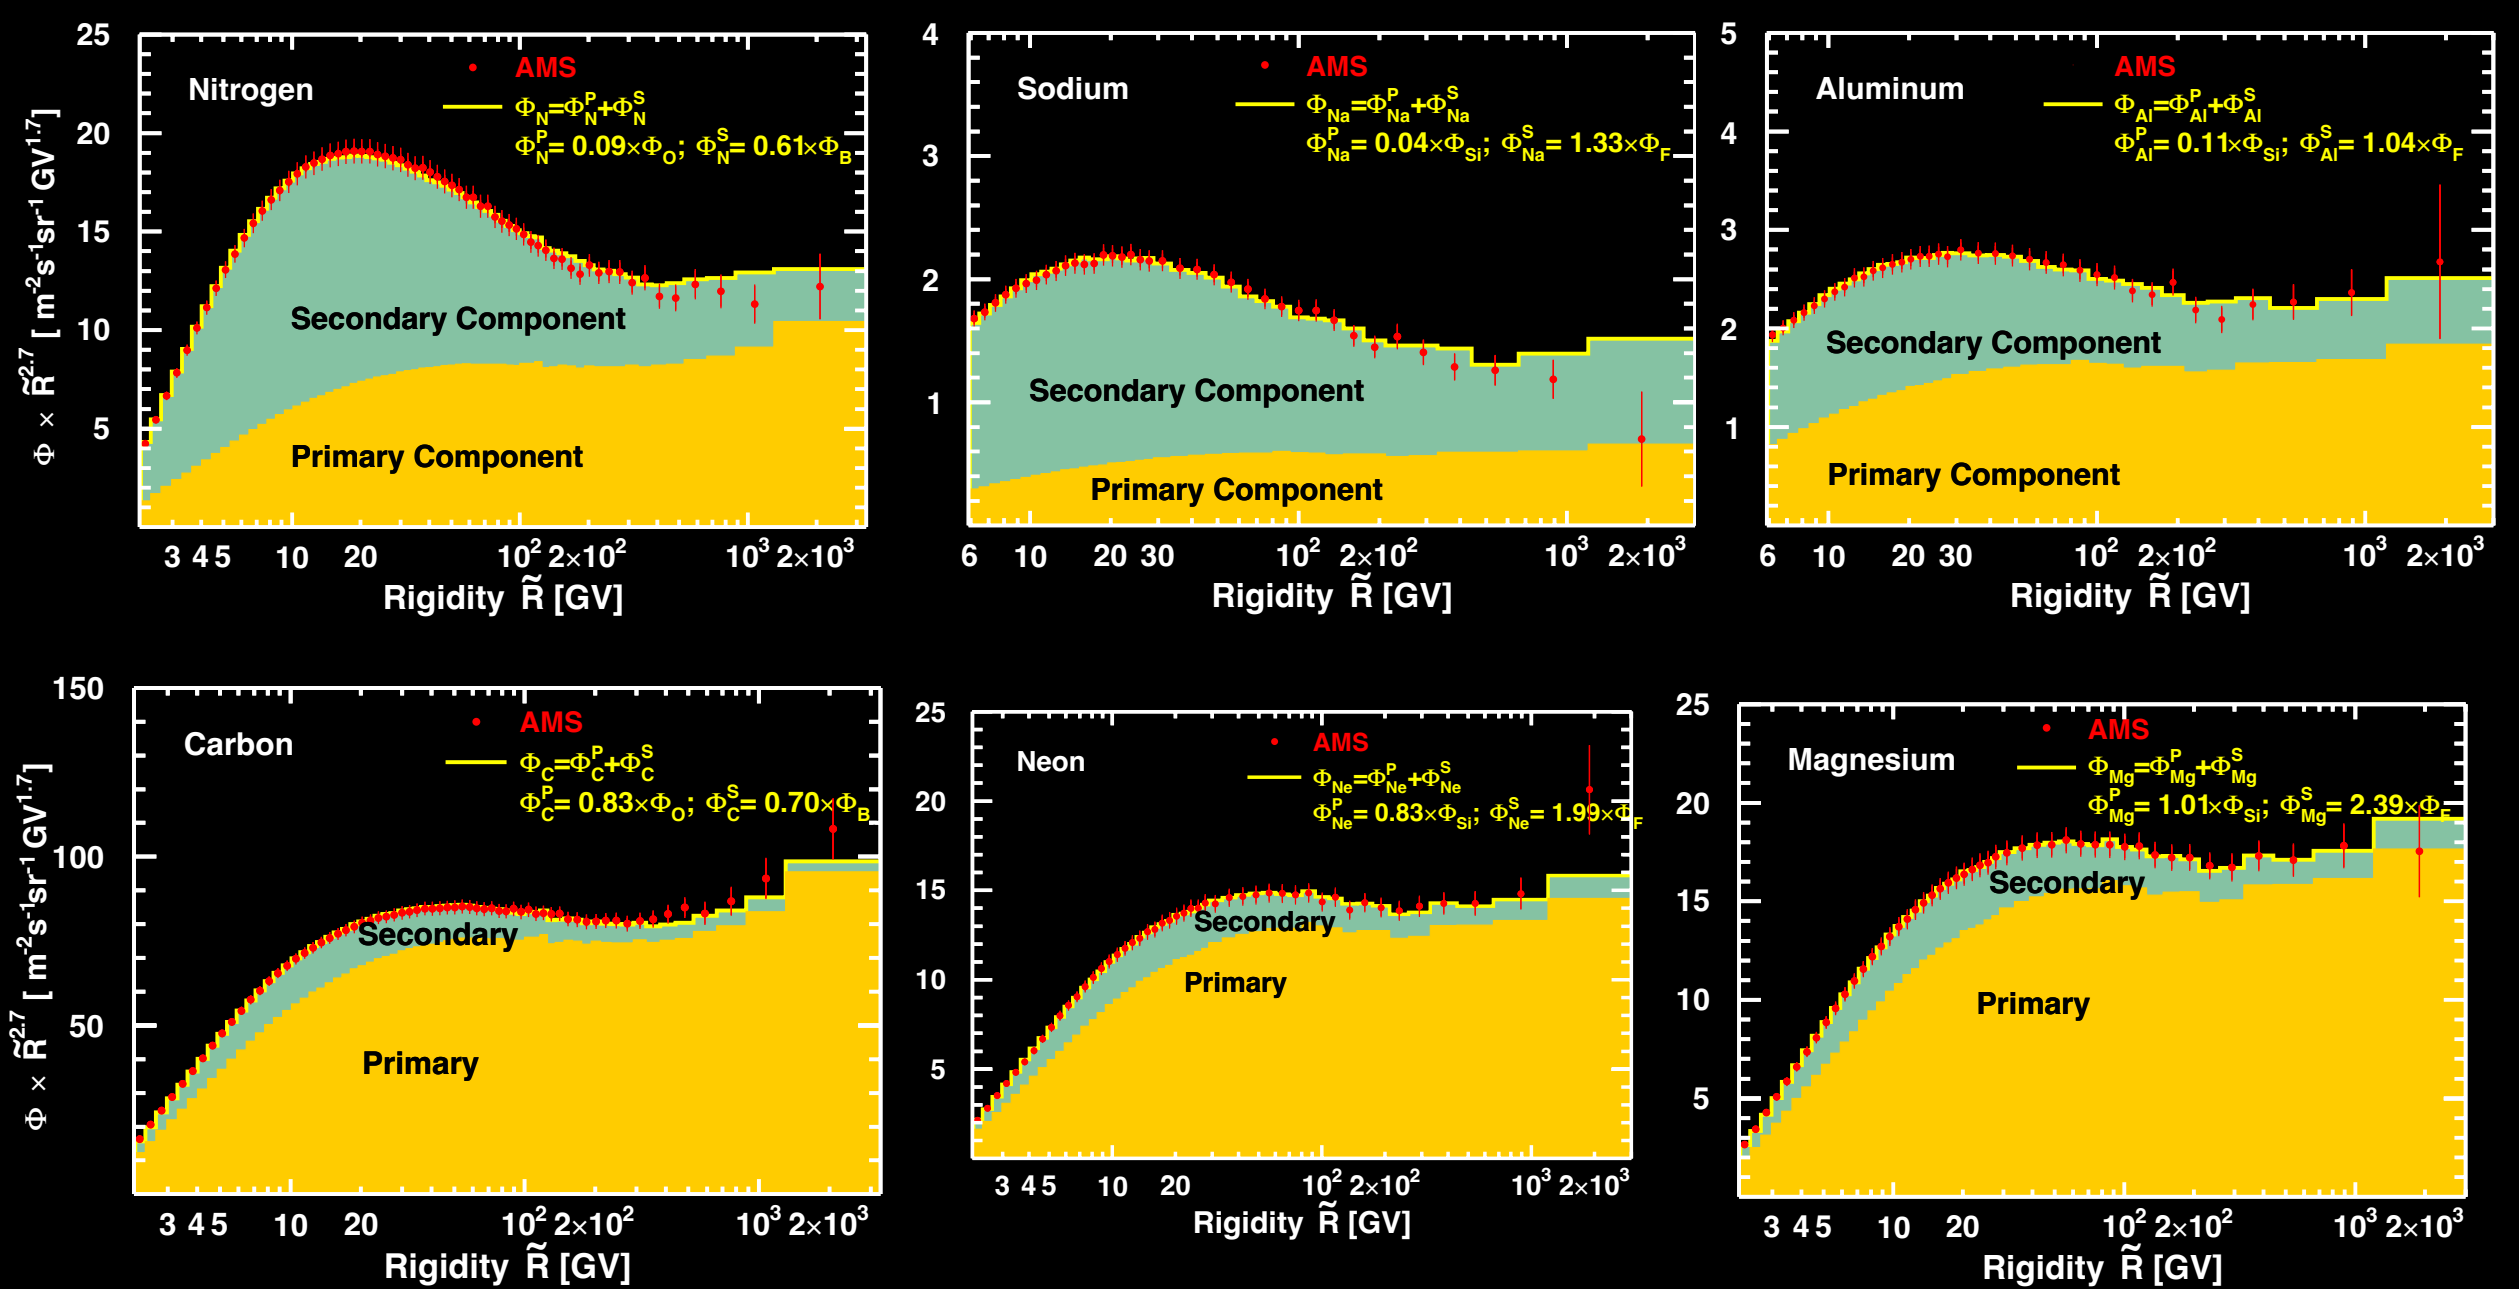 Nitrogen
AMS
Φ_N=Φ^P_N+Φ^S_N
Φ^P_N= 0.09×Φ_O; Φ^S_N= 0.61×Φ_B
25
20
15
10
5
Φ × R̃^2.7 [ m^-2s^-1sr^-1 GV^1.7]
Secondary Component
Primary Component
3 4 5 10 20 10^2 2×10^2 10^3 2×10^3
Rigidity R̃ [GV]
Sodium
AMS
Φ_Na=Φ^P_Na+Φ^S_Na
Φ^P_Na= 0.04×Φ_Si; Φ^S_Na= 1.33×Φ_F
4
3
2
1
Secondary Component
Primary Component
6 10 20 30 10^2 2×10^2 10^3 2×10^3
Rigidity R̃ [GV]
Aluminum
AMS
Φ_Al=Φ^P_Al+Φ^S_Al
Φ^P_Al= 0.11×Φ_Si; Φ^S_Al= 1.04×Φ_F
5
4
3
2
1
Secondary Component
Primary Component
6 10 20 30 10^2 2×10^2 10^3 2×10^3
Rigidity R̃ [GV]
Carbon
AMS
Φ_C=Φ^P_C+Φ^S_C
Φ^P_C= 0.83×Φ_O; Φ^S_C= 0.70×Φ_B
150
100
50
Φ × R̃^2.7 [ m^-2s^-1sr^-1 GV^1.7]
Secondary
Primary
3 4 5 10 20 10^2 2×10^2 10^3 2×10^3
Rigidity R̃ [GV]
Neon
AMS
Φ_Ne=Φ^P_Ne+Φ^S_Ne
Φ^P_Ne= 0.83×Φ_Si; Φ^S_Ne= 1.99×Φ_F
25
20
15
10
5
Secondary
Primary
3 4 5 10 20 10^2 2×10^2 10^3 2×10^3
Rigidity R̃ [GV]
Magnesium
AMS
Φ_Mg=Φ^P_Mg+Φ^S_Mg
Φ^P_Mg= 1.01×Φ_Si; Φ^S_Mg= 2.39×Φ_F
25
20
15
10
5
Secondary
Primary
3 4 5 10 20 10^2 2×10^2 10^3 2×10^3
Rigidity R̃ [GV]